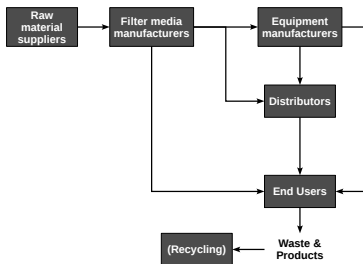 Raw
material
suppliers
Filter media
manufacturers
Equipment
manufacturers
Distributors
End Users
Waste &
Products
(Recycling)